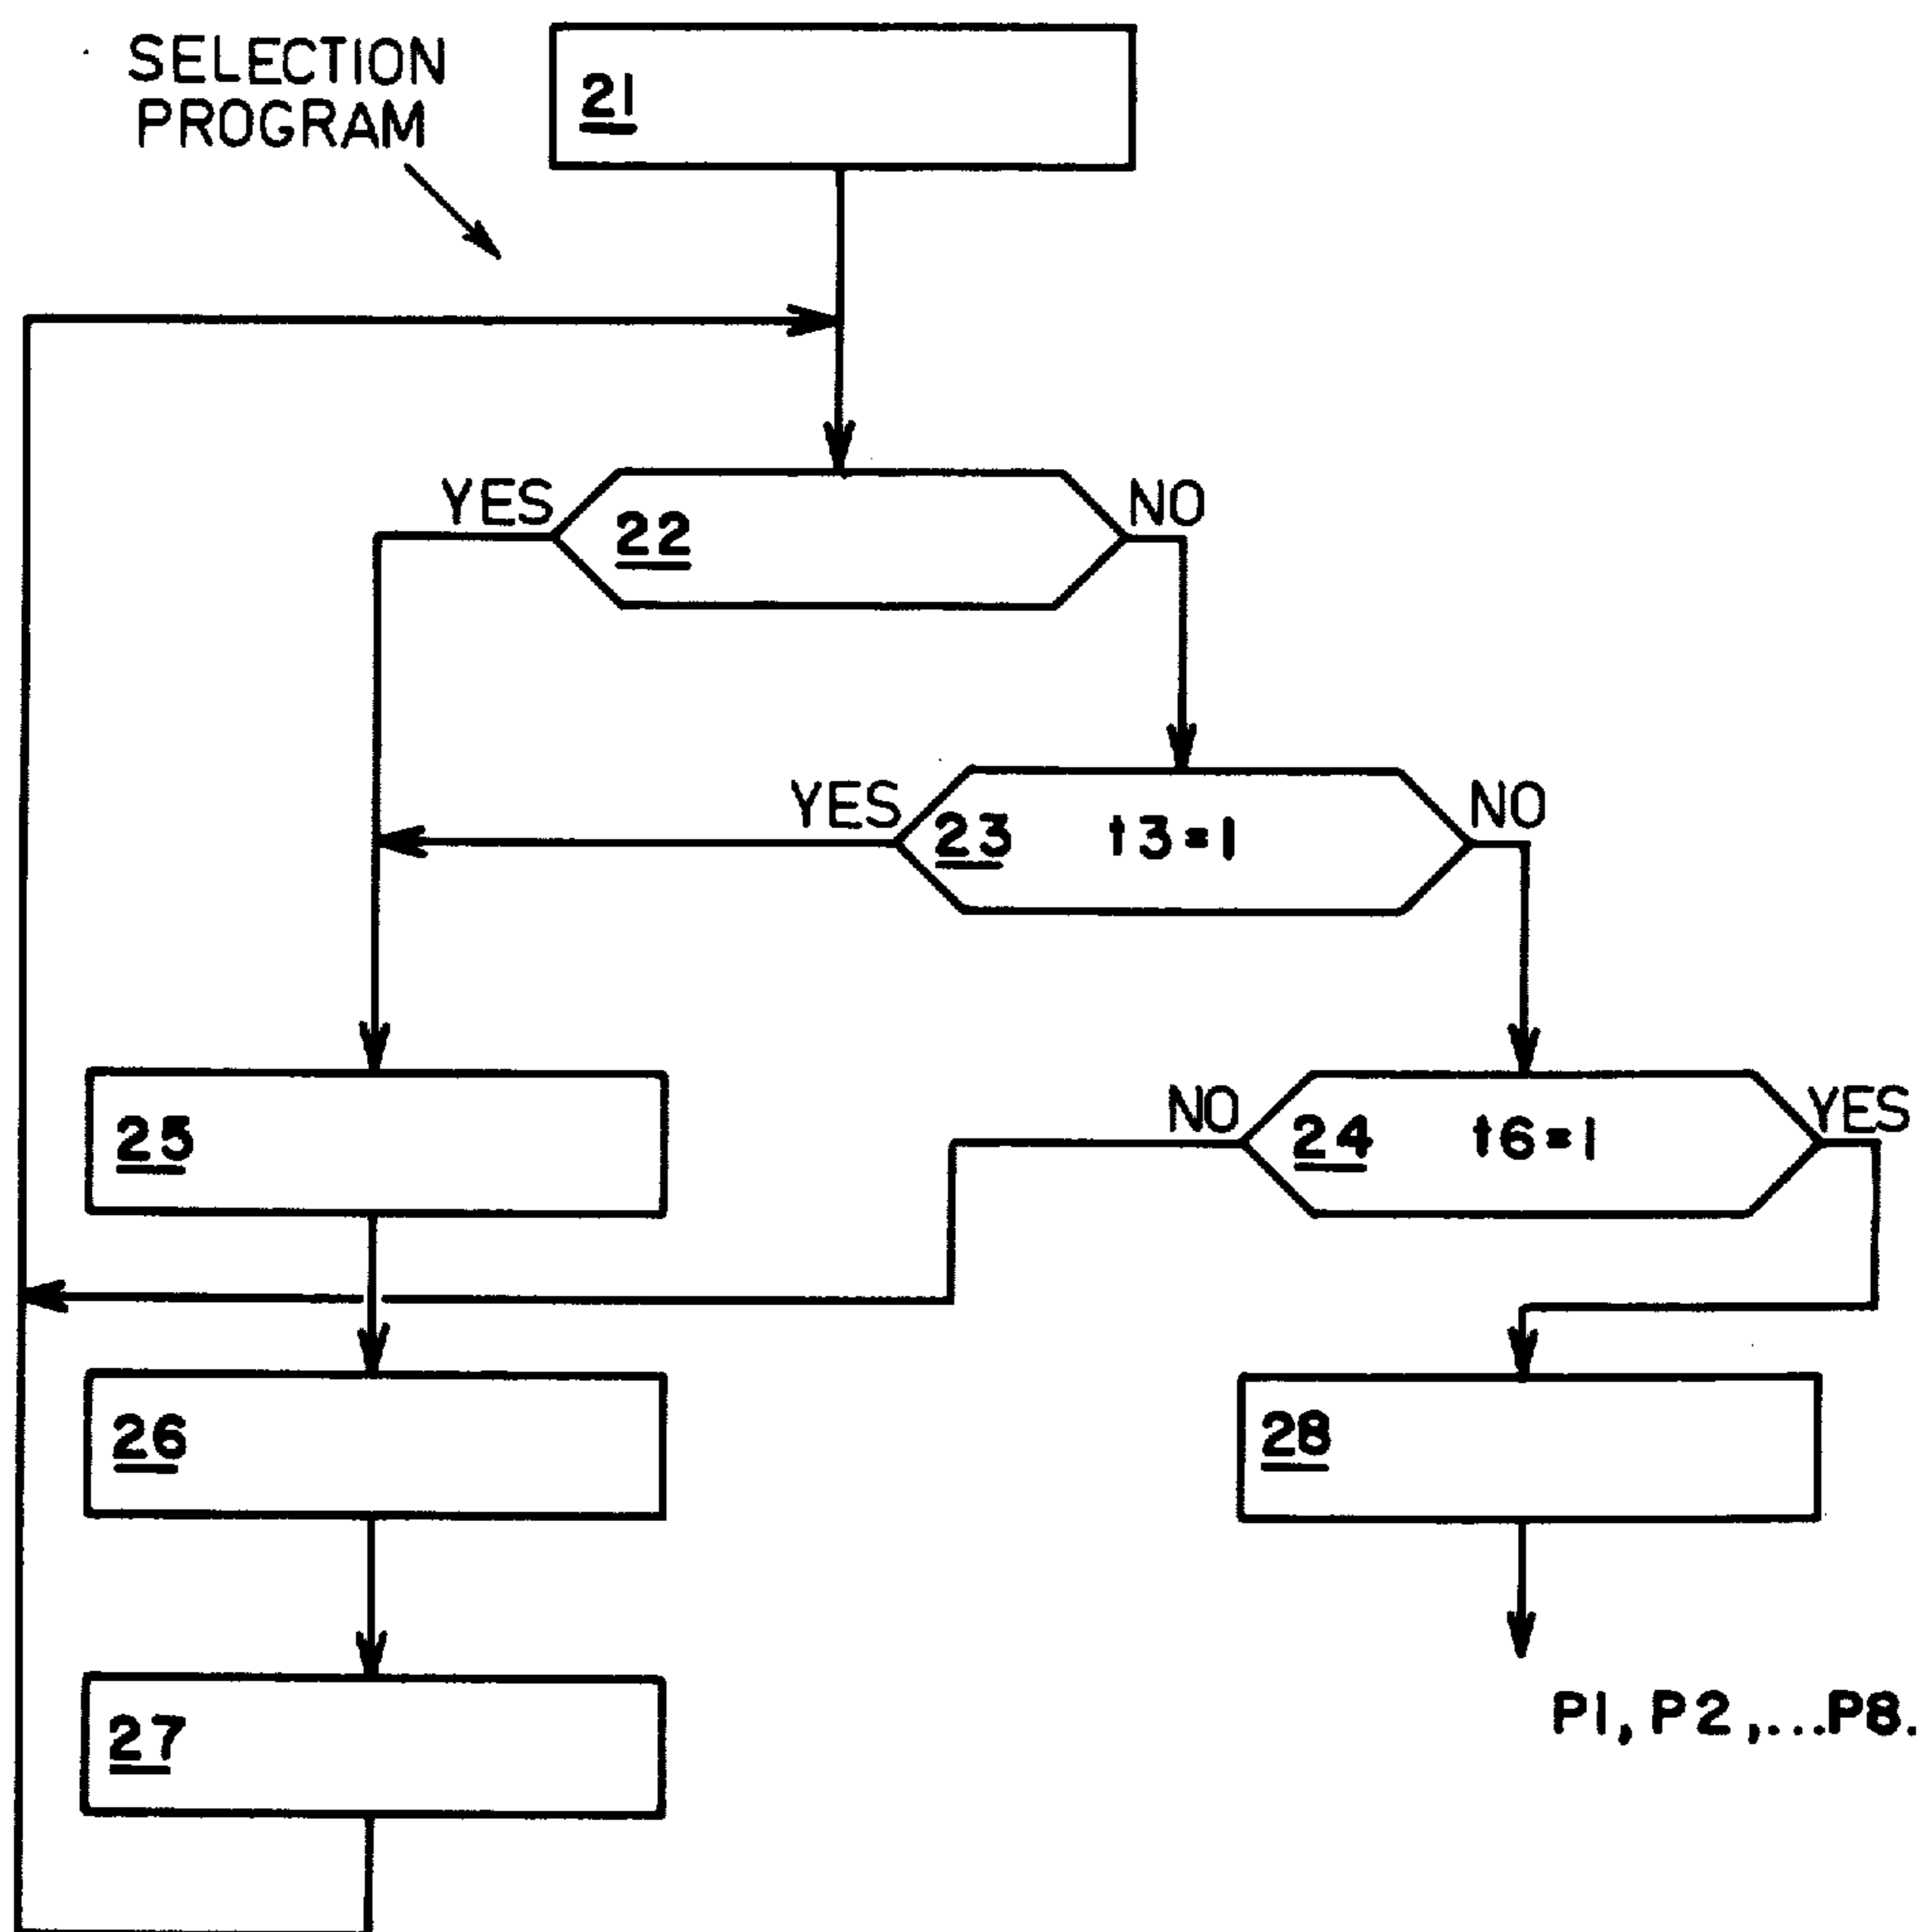 SELECTION
PROGRAM
21
YES
22
NO
YES
23 t3=1
NO
25
NO
24 t6=1
YES
26
28
27
P1, P2,...P8.